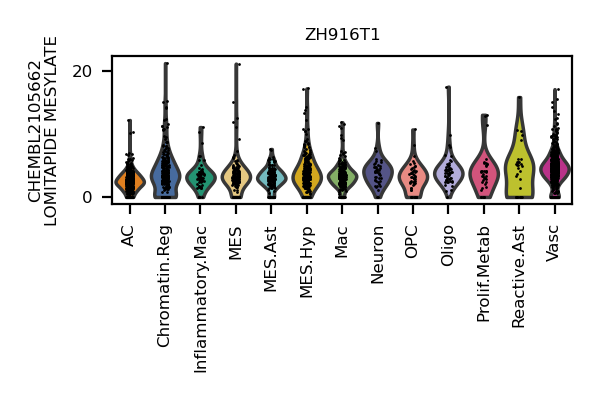 ZH916T1
CHEMBL2105662
LOMITAPIDE MESYLATE
20
0
AC
Chromatin.Reg
Inflammatory.Mac
MES
MES.Ast
MES.Hyp
Mac
Neuron
OPC
Oligo
Prolif.Metab
Reactive.Ast
Vasc